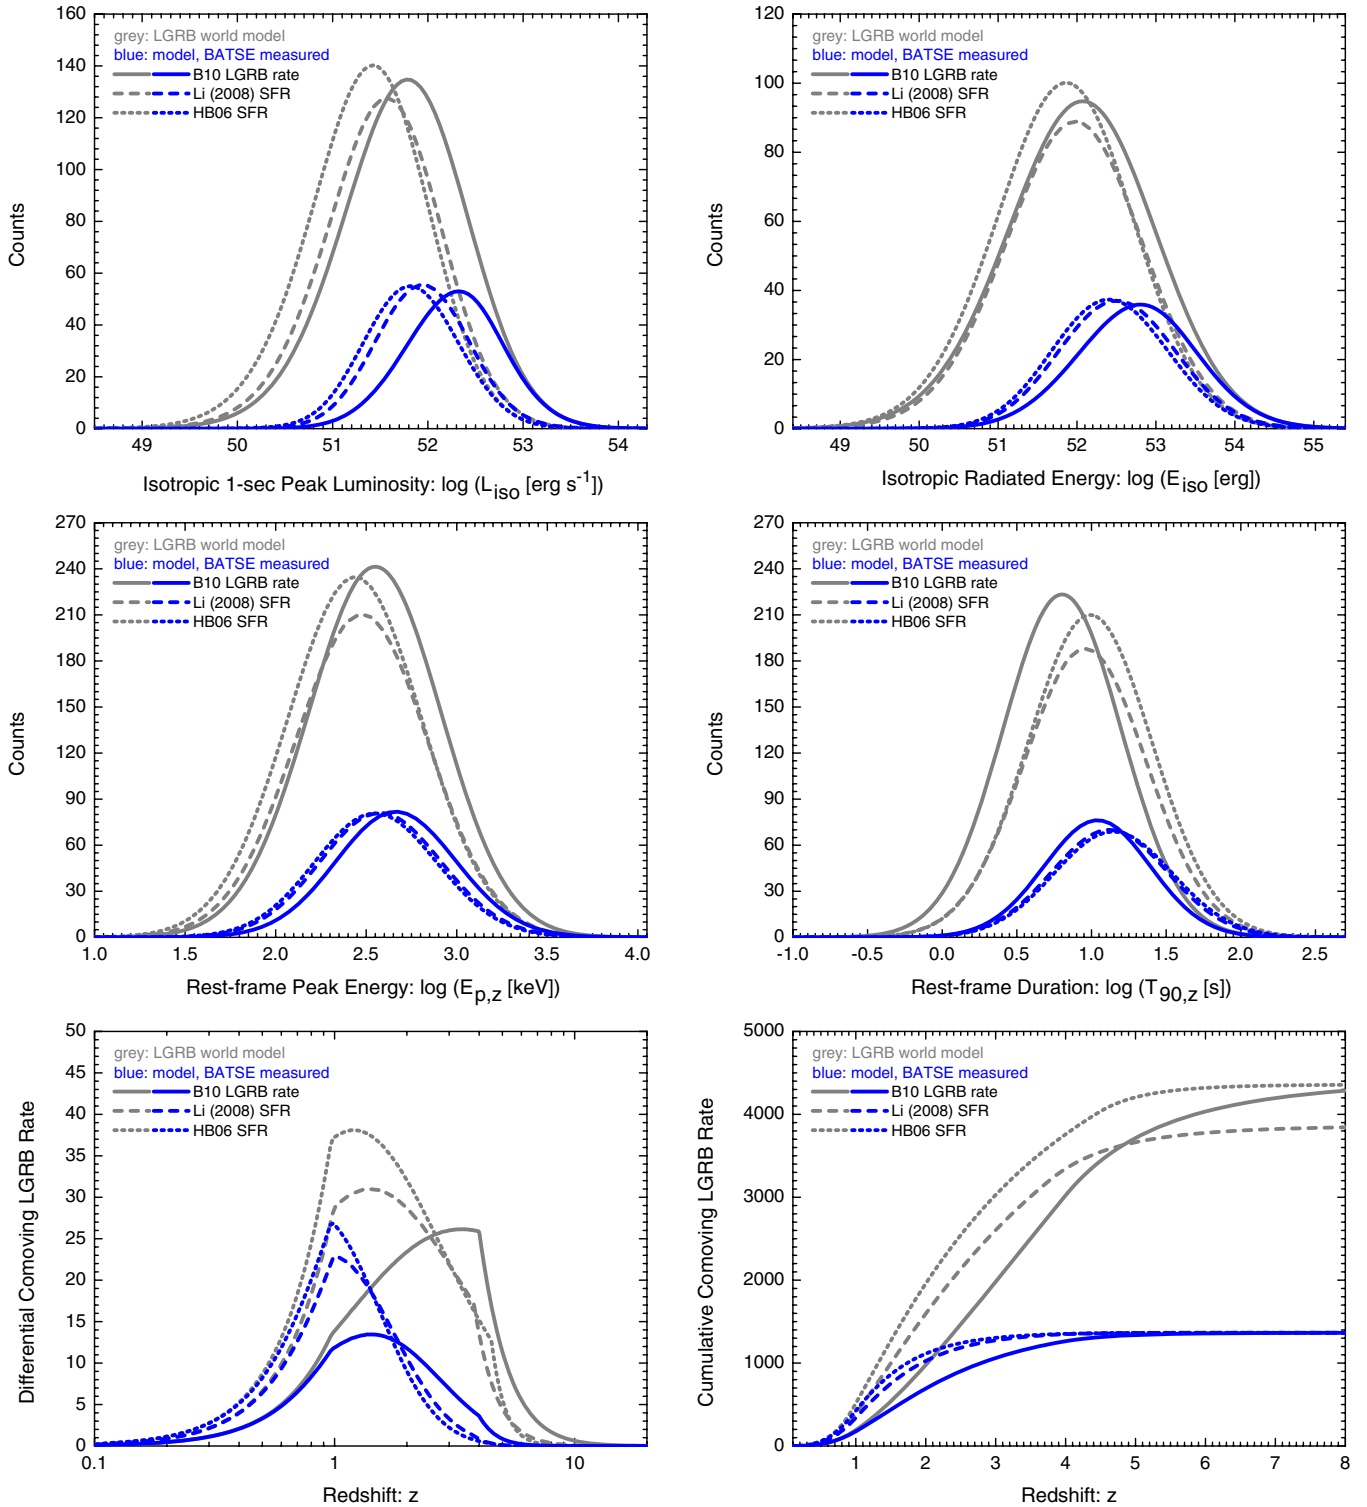 160
140
120
100
80
60
40
20
0
Counts
grey: LGRB world model
blue: model, BATSE measured
B10 LGRB rate
Li (2008) SFR
HB06 SFR
49 50 51 52 53 54
Isotropic 1-sec Peak Luminosity: log (L_iso [erg s^-1])
120
100
80
60
40
20
0
Counts
grey: LGRB world model
blue: model, BATSE measured
B10 LGRB rate
Li (2008) SFR
HB06 SFR
49 50 51 52 53 54 55
Isotropic Radiated Energy: log (E_iso [erg])
270
240
210
180
150
120
90
60
30
0
Counts
grey: LGRB world model
blue: model, BATSE measured
B10 LGRB rate
Li (2008) SFR
HB06 SFR
1.0 1.5 2.0 2.5 3.0 3.5 4.0
Rest-frame Peak Energy: log (E_p,z [keV])
270
240
210
180
150
120
90
60
30
0
Counts
grey: LGRB world model
blue: model, BATSE measured
B10 LGRB rate
Li (2008) SFR
HB06 SFR
-1.0 -0.5 0.0 0.5 1.0 1.5 2.0 2.5
Rest-frame Duration: log (T_90,z [s])
50
45
40
35
30
25
20
15
10
5
0
Differential Comoving LGRB Rate
grey: LGRB world model
blue: model, BATSE measured
B10 LGRB rate
Li (2008) SFR
HB06 SFR
0.1 1 10
Redshift: z
5000
4000
3000
2000
1000
0
Cumulative Comoving LGRB Rate
grey: LGRB world model
blue: model, BATSE measured
B10 LGRB rate
Li (2008) SFR
HB06 SFR
1 2 3 4 5 6 7 8
Redshift: z